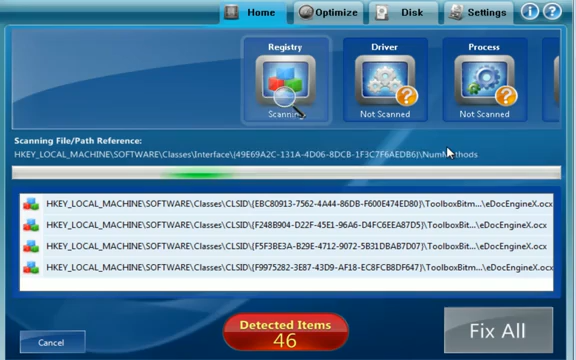 Home Optimize Disk Settings
Registry Driver Process
Scanning Not Scanned Not Scanned
Scanning File/Path Reference:
HKEY_LOCAL_MACHINE\SOFTWARE\Classes\Interface\{49E69A2C-131A-4D06-8DCB-1F3C7F6AEDB6}\NumMethods
HKEY_LOCAL_MACHINE\SOFTWARE\Classes\CLSID\{EBC80913-7562-4A44-86DB-F600E474ED80}\ToolboxBitm...\eDocEngineX.ocx
HKEY_LOCAL_MACHINE\SOFTWARE\Classes\CLSID\{F248B904-D22F-45E1-96A6-D4FC6EEA87D5}\ToolboxBitm...\eDocEngineX.ocx
HKEY_LOCAL_MACHINE\SOFTWARE\Classes\CLSID\{F5F3BE3A-B29E-4712-9072-5B31DBAB7D07}\ToolboxBitm...\eDocEngineX.ocx
HKEY_LOCAL_MACHINE\SOFTWARE\Classes\CLSID\{F9975282-3E87-43D9-AF18-EC8FCB8DF647}\ToolboxBitm...\eDocEngineX.ocx
Cancel
Detected Items
46
Fix All